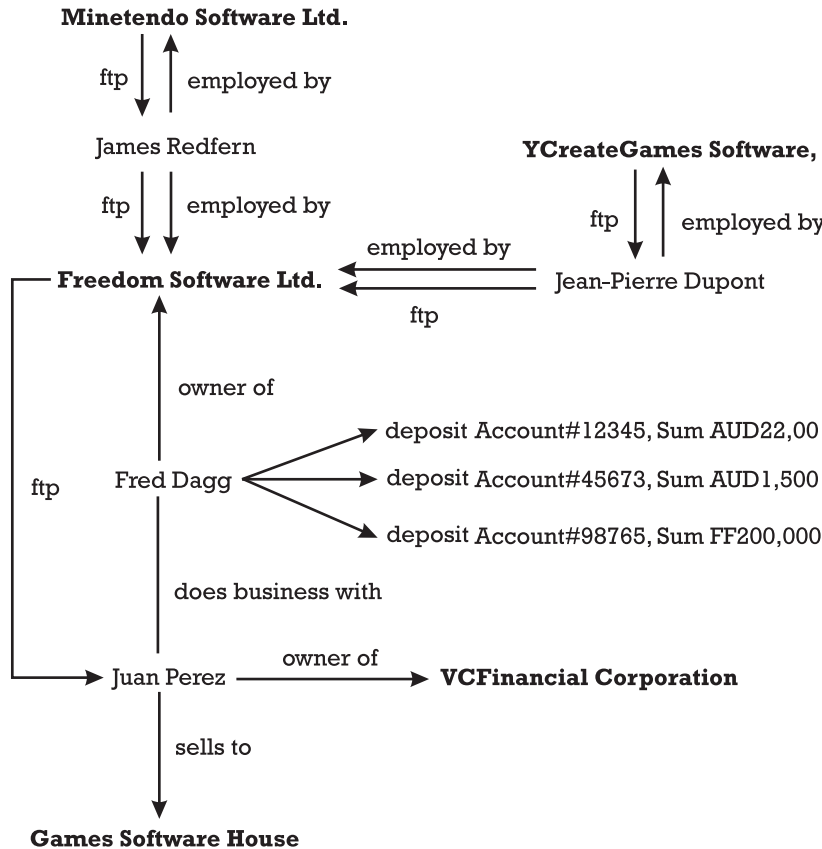 Minetendo Software Ltd.
ftp
employed by
James Redfern
YCreateGames Software,
ftp
employed by
ftp
employed by
employed by
Freedom Software Ltd.
Jean-Pierre Dupont
ftp
owner of
deposit Account#12345, Sum AUD22,00
ftp
Fred Dagg
deposit Account#45673, Sum AUD1,500
deposit Account#98765, Sum FF200,000
does business with
owner of
Juan Perez
VCFinancial Corporation
sells to
Games Software House